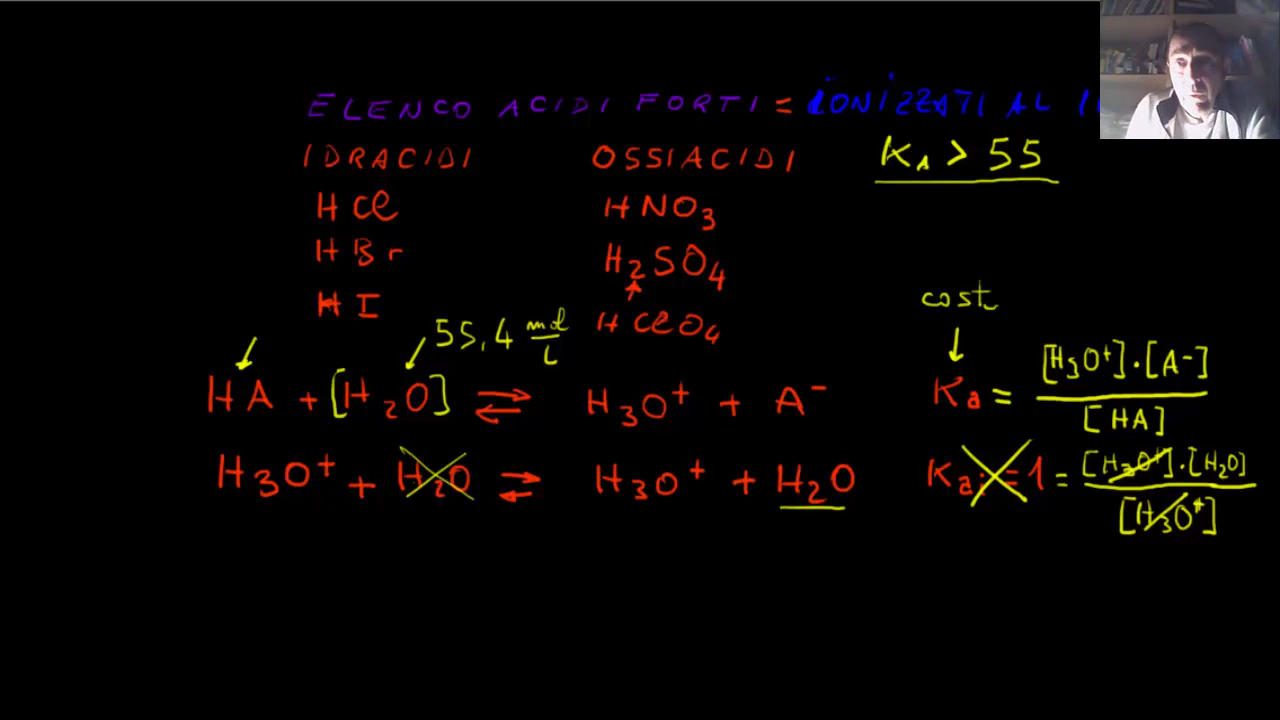 ELENCO ACIDI FORTI = IONIZZATI AL
IDRACIDI OSSIACIDI K_A > 55
HCl HNO₃
HBr H₂SO₄
HI HClO₄
cost.
55,4 mol/L
HA + [H₂O] ⇌ H₃O⁺ + A⁻ Kₐ = [H₃O⁺]·[A⁻] / [HA]
H₃O⁺ + H₂O ⇌ H₃O⁺ + H₂O Kₐ = 1 = [H₃O⁺]·[H₂O] / [H₃O⁺]